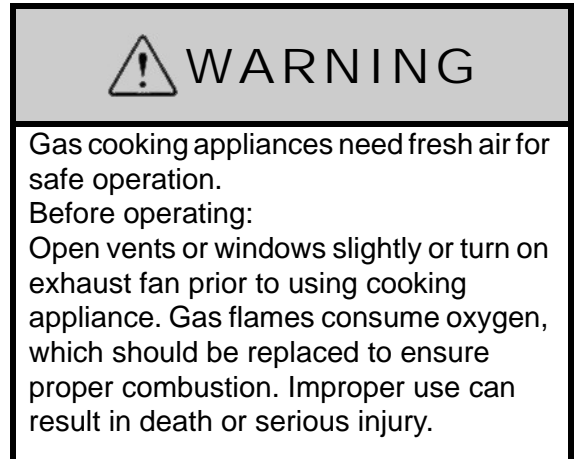 WARNING
Gas cooking appliances need fresh air for
safe operation.
Before operating:
Open vents or windows slightly or turn on
exhaust fan prior to using cooking
appliance. Gas flames consume oxygen,
which should be replaced to ensure
proper combustion. Improper use can
result in death or serious injury.